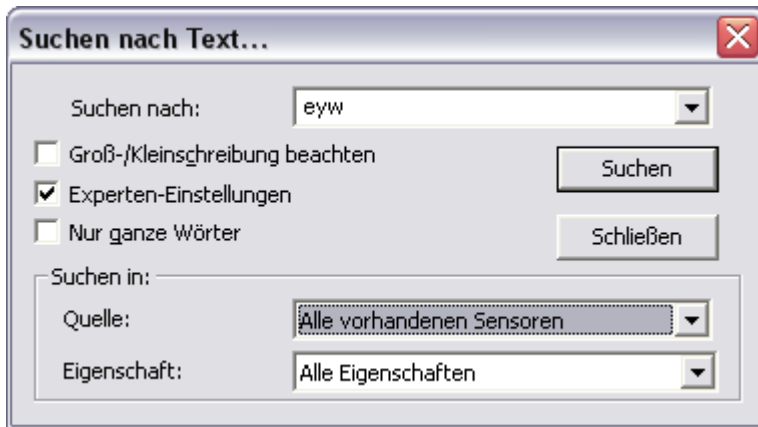 Suchen nach Text...
Suchen nach: eyw
Groß-/Kleinschreibung beachten
Suchen
Experten-Einstellungen
Nur ganze Wörter
Schließen
Suchen in:
Quelle: Alle vorhandenen Sensoren
Eigenschaft: Alle Eigenschaften